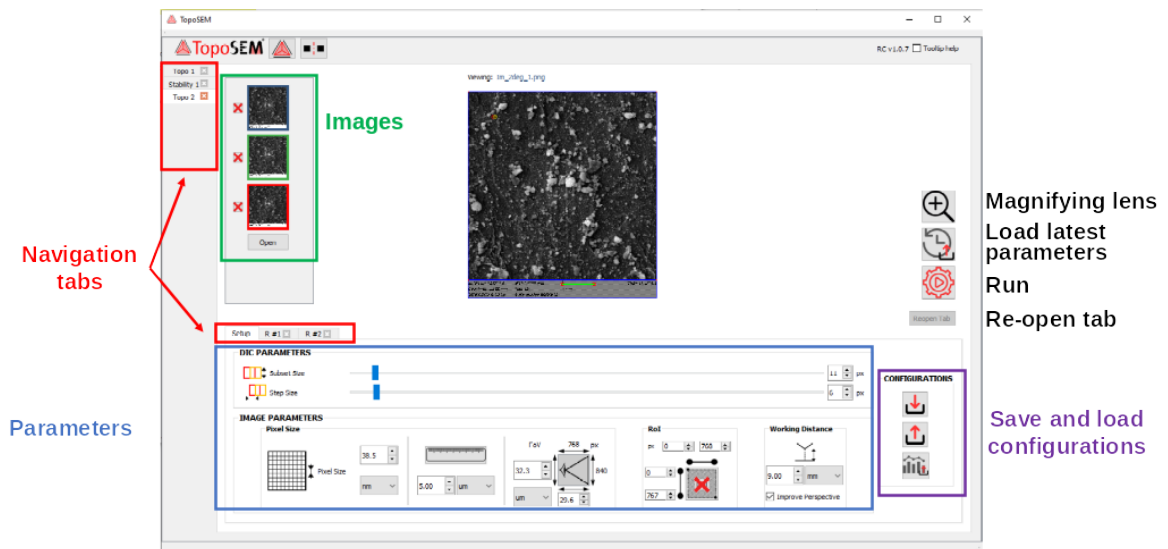 TopoSEM
TopoSEM
RC v1.0.7 Tooltip help
Topo 1
Stability 1
Topo 2
Viewing: 1m_2deg_1.png
Images
Open
Navigation
tabs
Magnifying lens
Load latest
parameters
Run
Reopen Tab
Re-open tab
Setup R #1 R #2
DIC PARAMETERS
Subset Size 11 px
Step Size 6 px
CONFIGURATIONS
Parameters
Save and load
configurations
IMAGE PARAMETERS
Pixel Size
RoI
Working Distance
FoV 768 px
px 0 768
38.5
Pixel Size
32.3
840
0
9.00 mm
nm
5.00 um
um
29.6
767
Improve Perspective